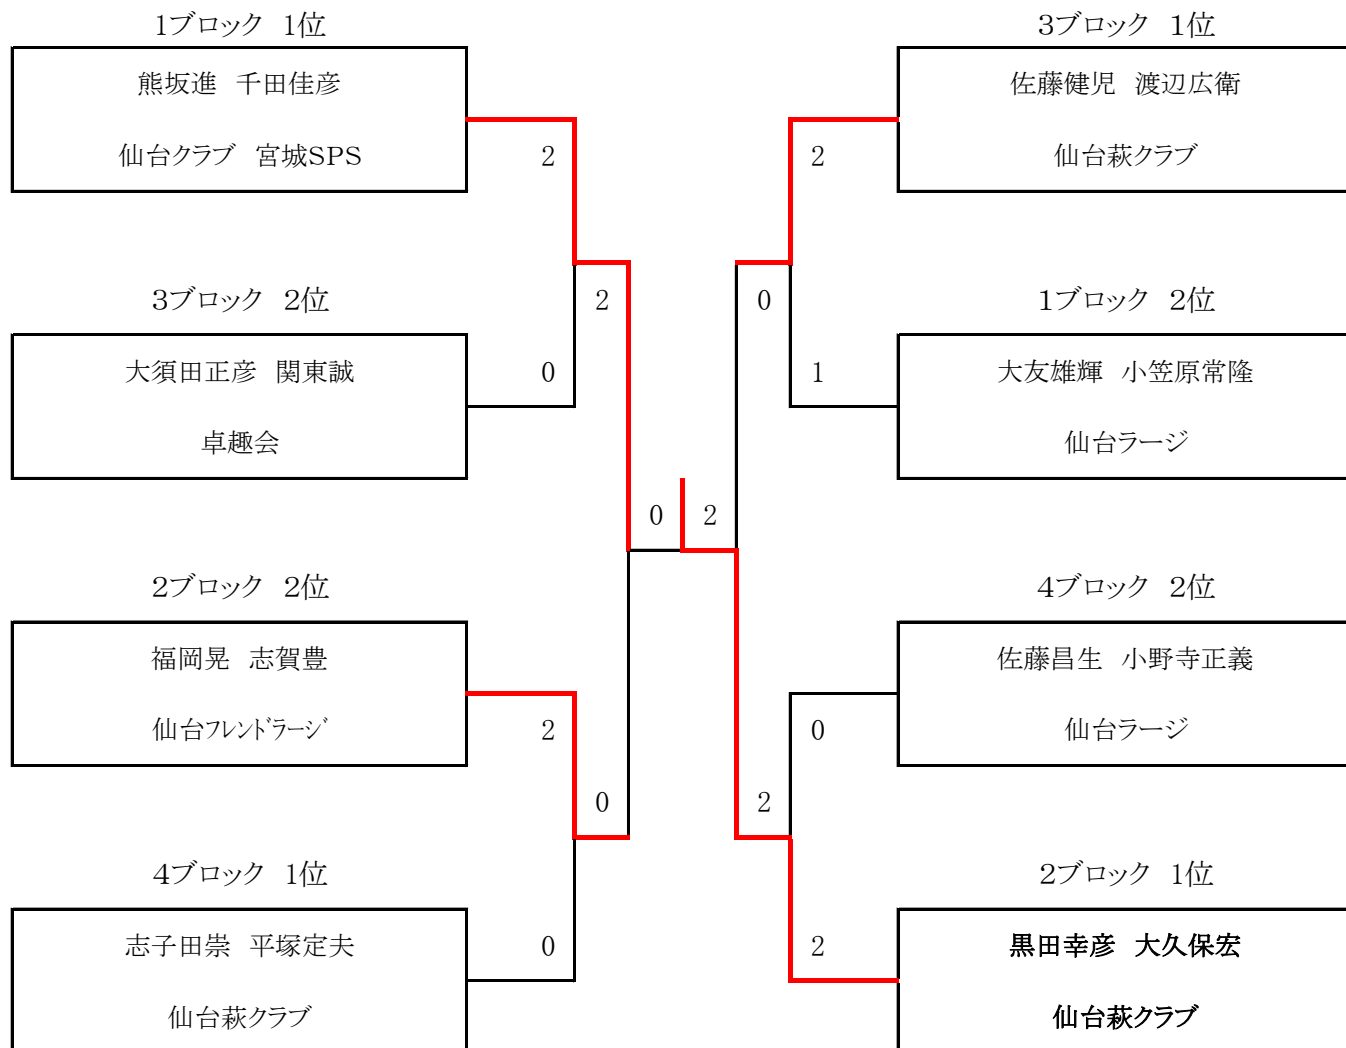 1ブロック 1位
熊坂進 千田佳彦
仙台クラブ 宮城SPS
2
3ブロック 2位
2
大須田正彦 関東誠
0
卓趣会
0
2ブロック 2位
福岡晃 志賀豊
仙台フレンドラージ
2
0
4ブロック 1位
志子田崇 平塚定夫
0
仙台萩クラブ
3ブロック 1位
佐藤健児 渡辺広衛
2
仙台萩クラブ
0
1ブロック 2位
大友雄輝 小笠原常隆
1
仙台ラージ
2
4ブロック 2位
佐藤昌生 小野寺正義
0
仙台ラージ
2
2ブロック 1位
黒田幸彦 大久保宏
2
仙台萩クラブ